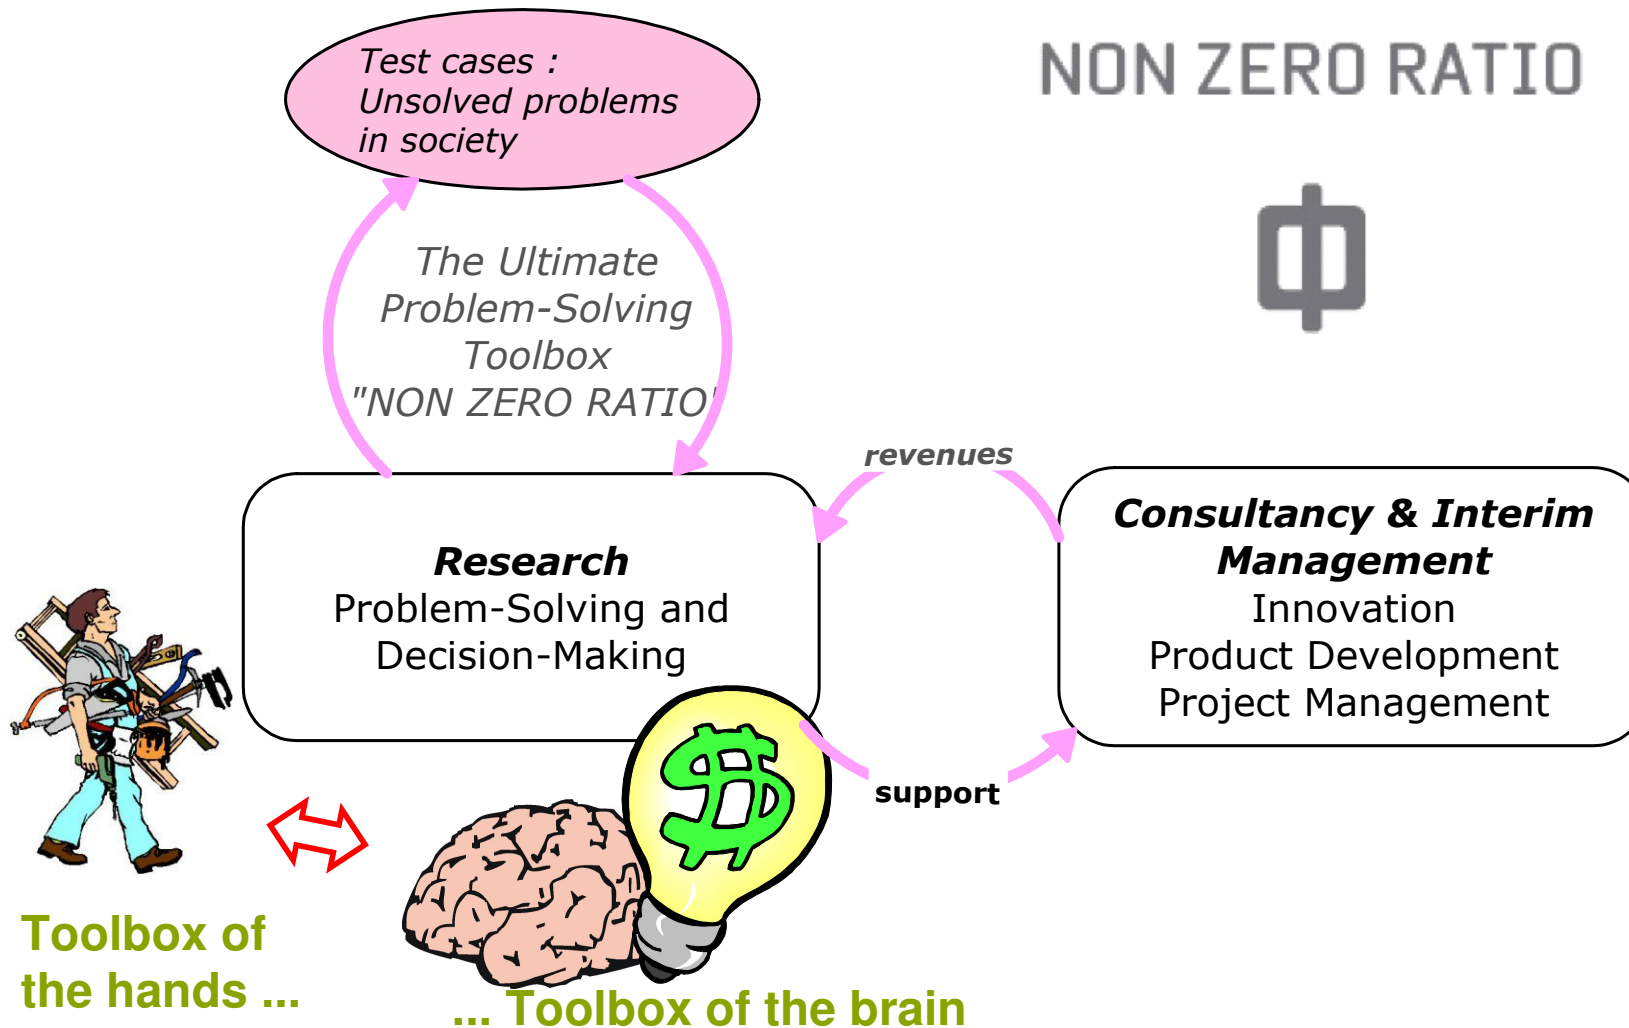 Test cases :
Unsolved problems
in society
NON ZERO RATIO
The Ultimate
Problem-Solving
Toolbox
"NON ZERO RATIO"
revenues
Research
Problem-Solving and
Decision-Making
Consultancy & Interim
Management
Innovation
Product Development
Project Management
support
Toolbox of
the hands ...
... Toolbox of the brain